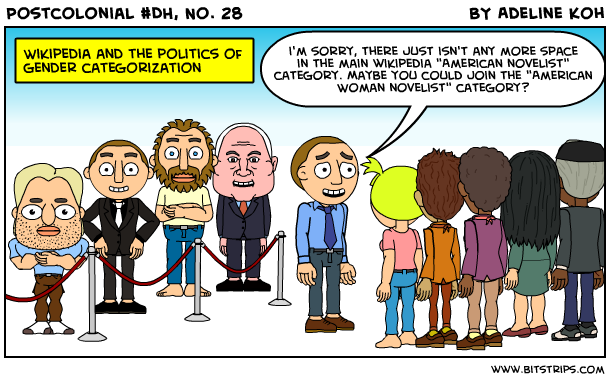 POSTCOLONIAL #DH, NO. 28
BY ADELINE KOH
WIKIPEDIA AND THE POLITICS OF
GENDER CATEGORIZATION
I'M SORRY, THERE JUST ISN'T ANY MORE SPACE
IN THE MAIN WIKIPEDIA "AMERICAN NOVELIST"
CATEGORY. MAYBE YOU COULD JOIN THE "AMERICAN
WOMAN NOVELIST" CATEGORY?
WWW.BITSTRIPS.COM